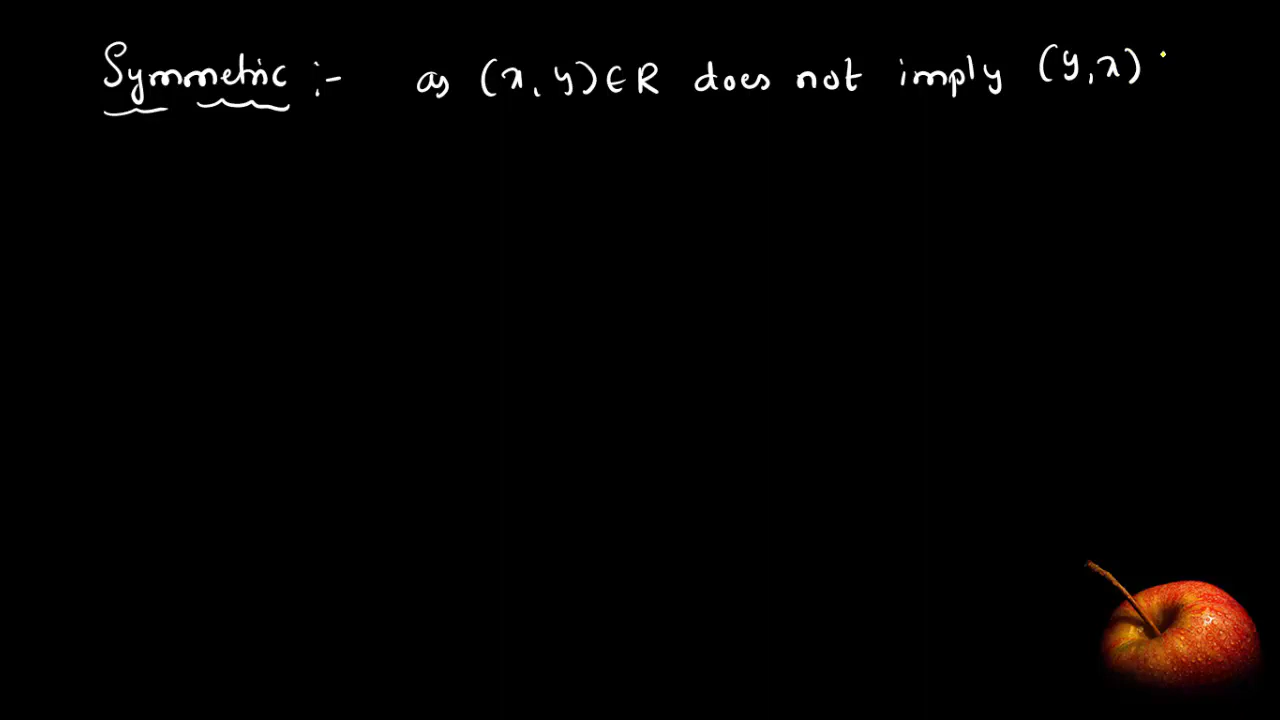 Symmetric :- as (x, y) ∈ R does not imply (y, x)